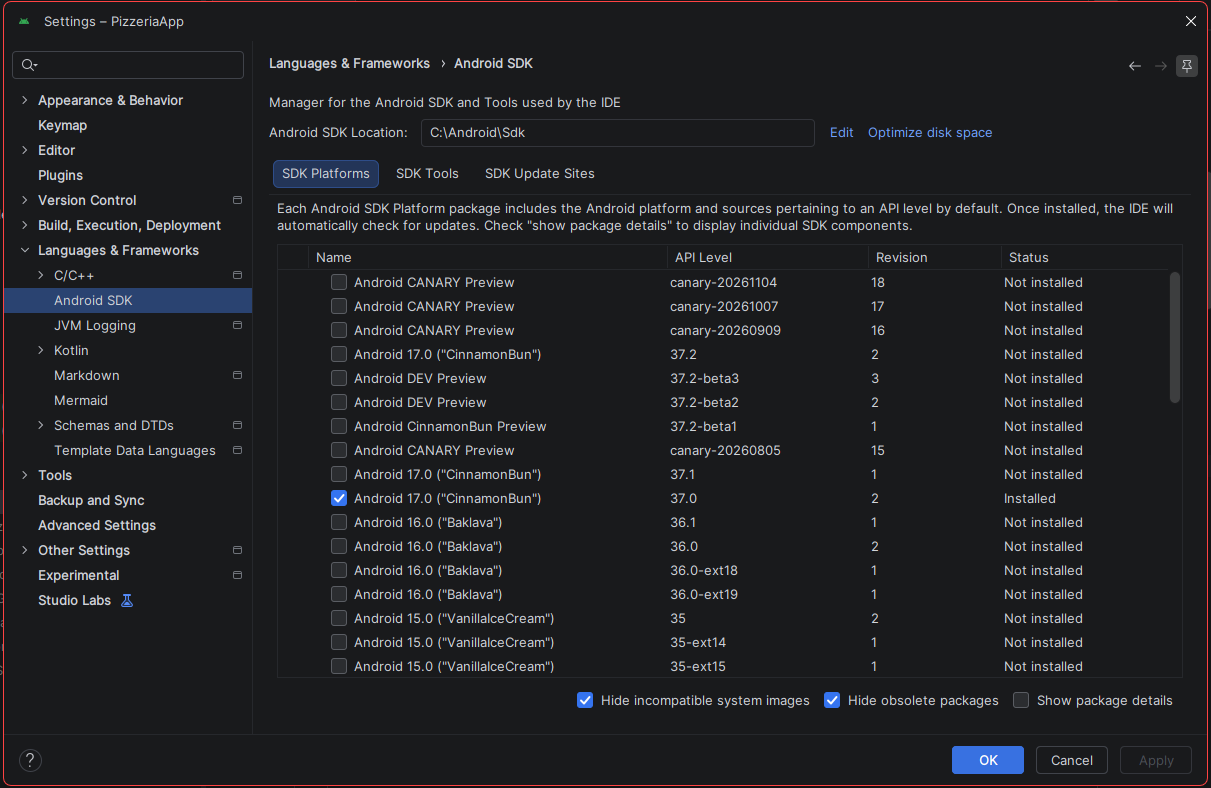 Settings – PizzeriaApp
Languages & Frameworks › Android SDK
Appearance & Behavior
Keymap
Editor
Plugins
Version Control
Build, Execution, Deployment
Languages & Frameworks
C/C++
Android SDK
JVM Logging
Kotlin
Markdown
Mermaid
Schemas and DTDs
Template Data Languages
Tools
Backup and Sync
Advanced Settings
Other Settings
Experimental
Studio Labs
Manager for the Android SDK and Tools used by the IDE
Android SDK Location: C:\Android\Sdk Edit Optimize disk space
SDK Platforms SDK Tools SDK Update Sites
Each Android SDK Platform package includes the Android platform and sources pertaining to an API level by default. Once installed, the IDE will
automatically check for updates. Check "show package details" to display individual SDK components.
Name API Level Revision Status
Android CANARY Preview canary-20261104 18 Not installed
Android CANARY Preview canary-20261007 17 Not installed
Android CANARY Preview canary-20260909 16 Not installed
Android 17.0 ("CinnamonBun") 37.2 2 Not installed
Android DEV Preview 37.2-beta3 3 Not installed
Android DEV Preview 37.2-beta2 2 Not installed
Android CinnamonBun Preview 37.2-beta1 1 Not installed
Android CANARY Preview canary-20260805 15 Not installed
Android 17.0 ("CinnamonBun") 37.1 1 Not installed
Android 17.0 ("CinnamonBun") 37.0 2 Installed
Android 16.0 ("Baklava") 36.1 1 Not installed
Android 16.0 ("Baklava") 36.0 2 Not installed
Android 16.0 ("Baklava") 36.0-ext18 1 Not installed
Android 16.0 ("Baklava") 36.0-ext19 1 Not installed
Android 15.0 ("VanillaIceCream") 35 2 Not installed
Android 15.0 ("VanillaIceCream") 35-ext14 1 Not installed
Android 15.0 ("VanillaIceCream") 35-ext15 1 Not installed
Hide incompatible system images Hide obsolete packages Show package details
? OK Cancel Apply